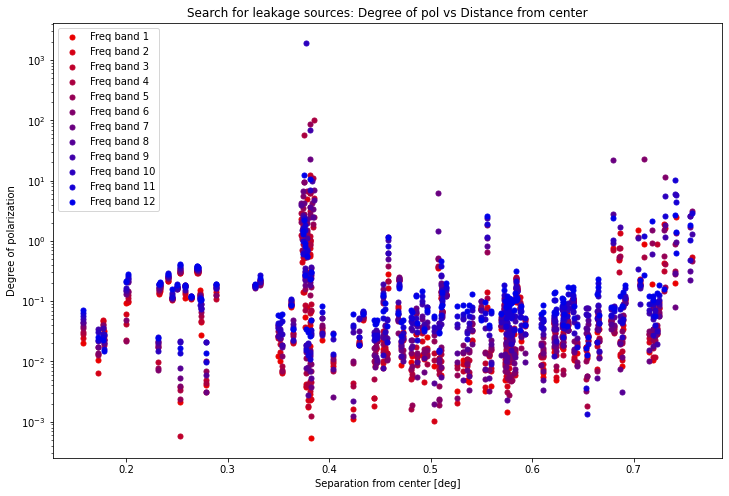 Search for leakage sources: Degree of pol vs Distance from center
Freq band 1
Freq band 2
Freq band 3
Freq band 4
Freq band 5
Freq band 6
Freq band 7
Freq band 8
Freq band 9
Freq band 10
Freq band 11
Freq band 12
Degree of polarization
10³
10²
10¹
10⁰
10⁻¹
10⁻²
10⁻³
0.2 0.3 0.4 0.5 0.6 0.7
Separation from center [deg]